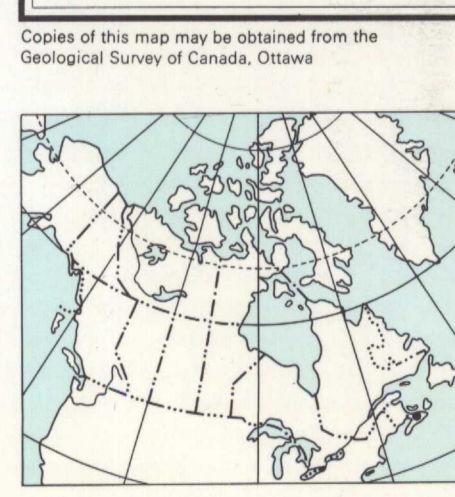 Copies of this map may be obtained from the
Geological Survey of Canada, Ottawa